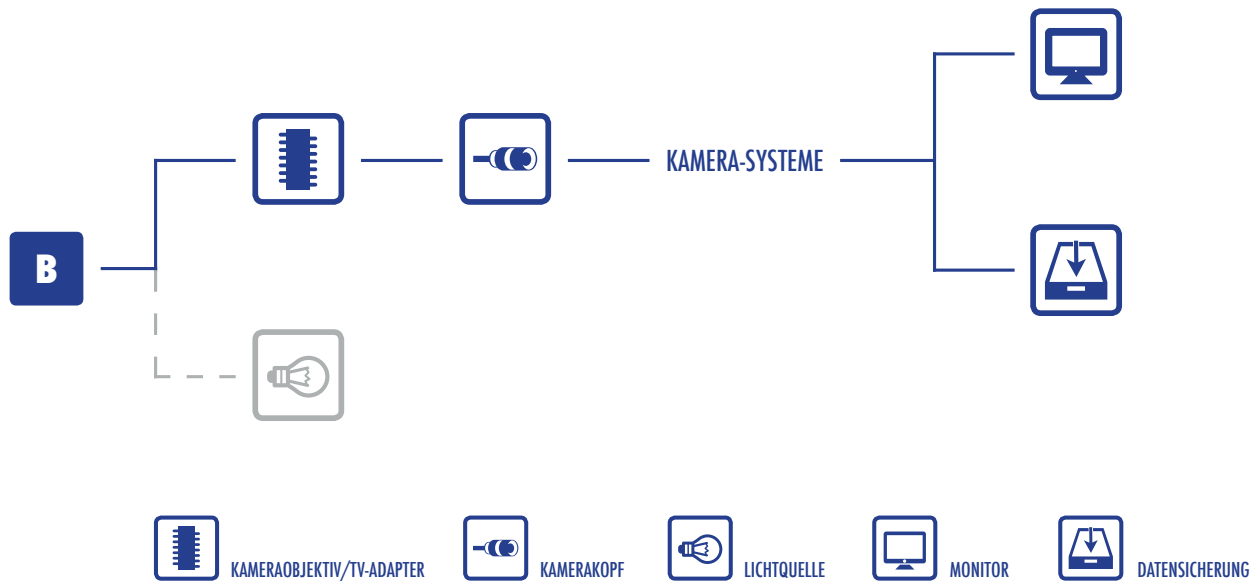 KAMERA-SYSTEME
B
KAMERAOBJEKTIV/TV-ADAPTER
KAMERAKOPF
LICHTQUELLE
MONITOR
DATENSICHERUNG